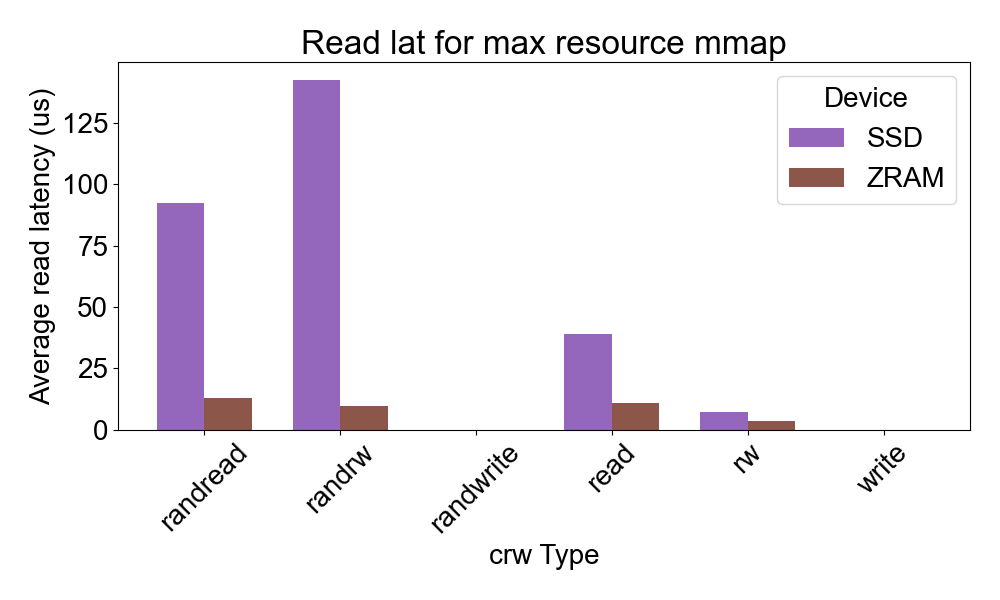 Read lat for max resource mmap
Average read latency (us)
125
100
75
50
25
0
Device
SSD
ZRAM
randread
randrw
randwrite
read
rw
write
crw Type